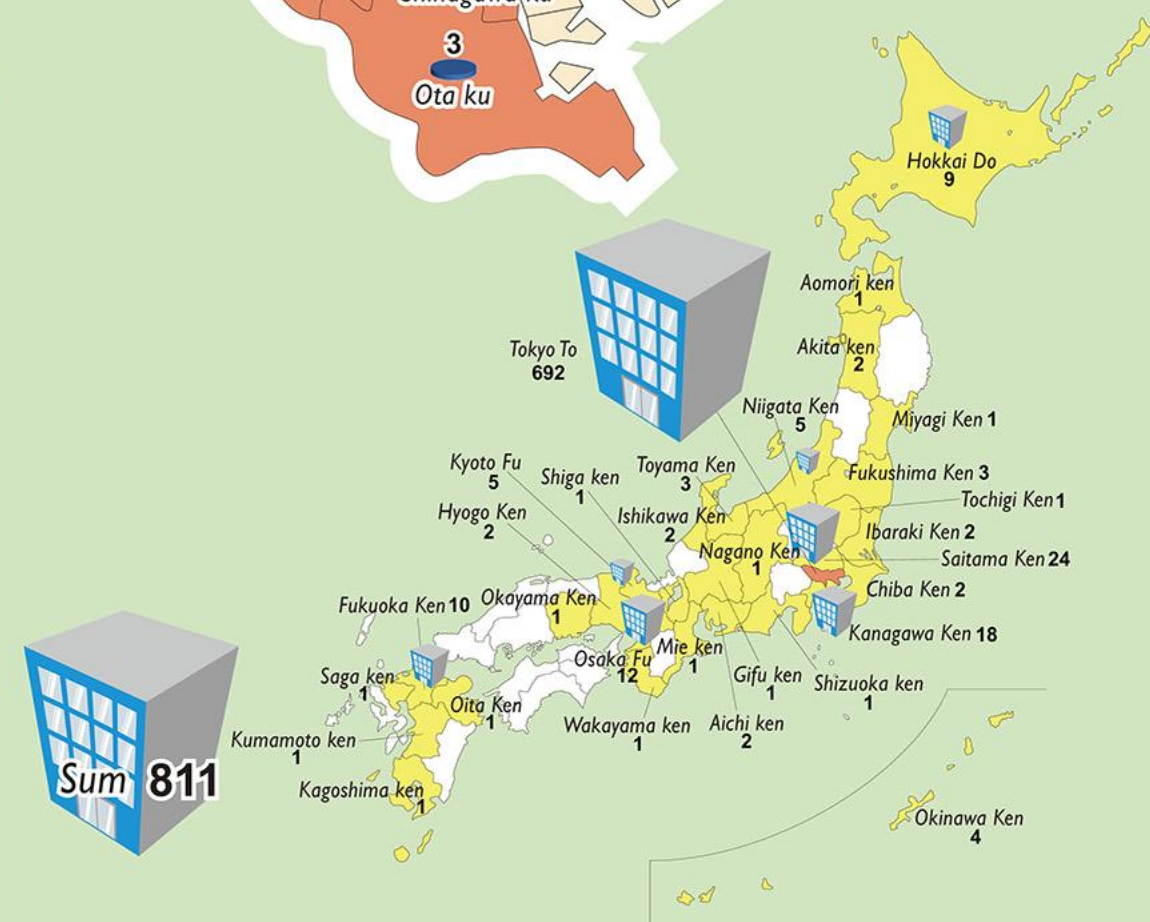 3
Ota ku
Hokkai Do
9
Aomori ken
1
Akita ken
2
Tokyo To
692
Niigata Ken
5
Miyagi Ken 1
Kyoto Fu
5
Shiga ken
1
Toyama Ken
3
Fukushima Ken 3
Tochigi Ken 1
Hyogo Ken
2
Ishikawa Ken
2
Ibaraki Ken 2
Nagano Ken
1
Saitama Ken 24
Chiba Ken 2
Fukuoka Ken 10
Okayama Ken
1
Kanagawa Ken 18
Osaka Fu
12
Mie ken
1
Saga ken
1
Gifu ken
1
Shizuoka ken
1
Oita Ken
1
Wakayama ken
1
Aichi ken
2
Kumamoto ken
1
Sum 811
Kagoshima ken
1
Okinawa Ken
4